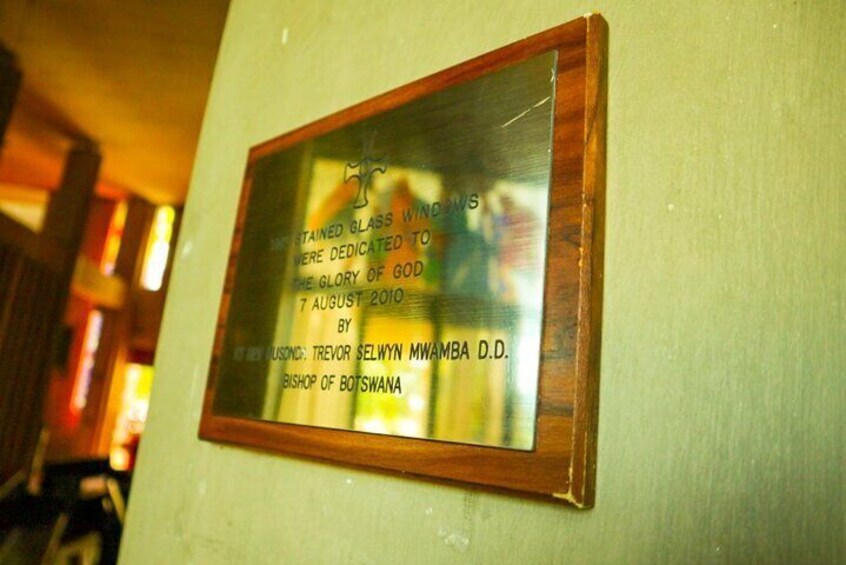 STAINED GLASS WINDOWS
WERE DEDICATED TO
THE GLORY OF GOD
7 AUGUST 2010
BY
MUSONDA TREVOR SELWYN MWAMBA D.D.
BISHOP OF BOTSWANA